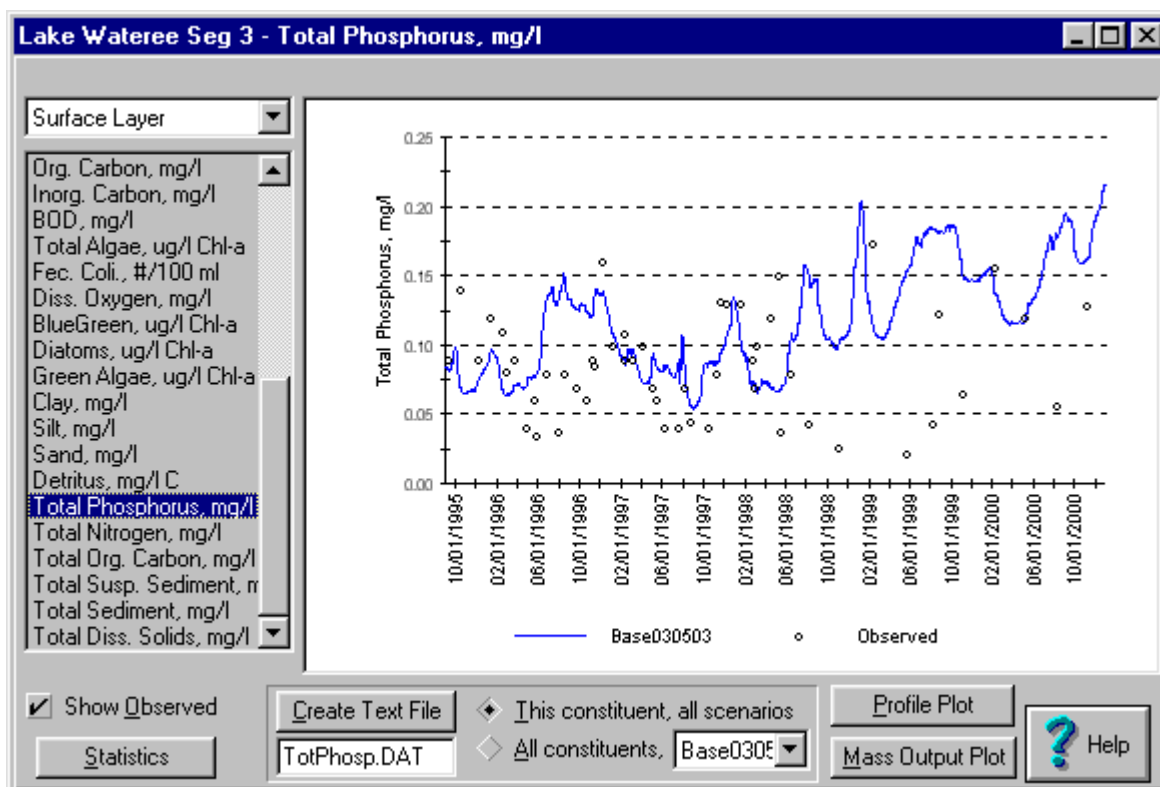 Lake Wateree Seg 3 - Total Phosphorus, mg/l
Surface Layer
Org. Carbon, mg/l
Inorg. Carbon, mg/l
BOD, mg/l
Total Algae, ug/l Chl-a
Fec. Coli., #/100 ml
Diss. Oxygen, mg/l
BlueGreen, ug/l Chl-a
Diatoms, ug/l Chl-a
Green Algae, ug/l Chl-a
Clay, mg/l
Silt, mg/l
Sand, mg/l
Detritus, mg/l C
Total Phosphorus, mg/l
Total Nitrogen, mg/l
Total Org. Carbon, mg/l
Total Susp. Sediment, m
Total Sediment, mg/l
Total Diss. Solids, mg/l
Total Phosphorus, mg/l
0.25
0.20
0.15
0.10
0.05
0.00
10/01/1995
02/01/1996
06/01/1996
10/01/1996
02/01/1997
06/01/1997
10/01/1997
02/01/1998
06/01/1998
10/01/1998
02/01/1999
06/01/1999
10/01/1999
02/01/2000
06/01/2000
10/01/2000
Base030503
Observed
Show Observed
Statistics
Create Text File
TotPhosp.DAT
This constituent, all scenarios
All constituents,
Base0305
Profile Plot
Mass Output Plot
? Help